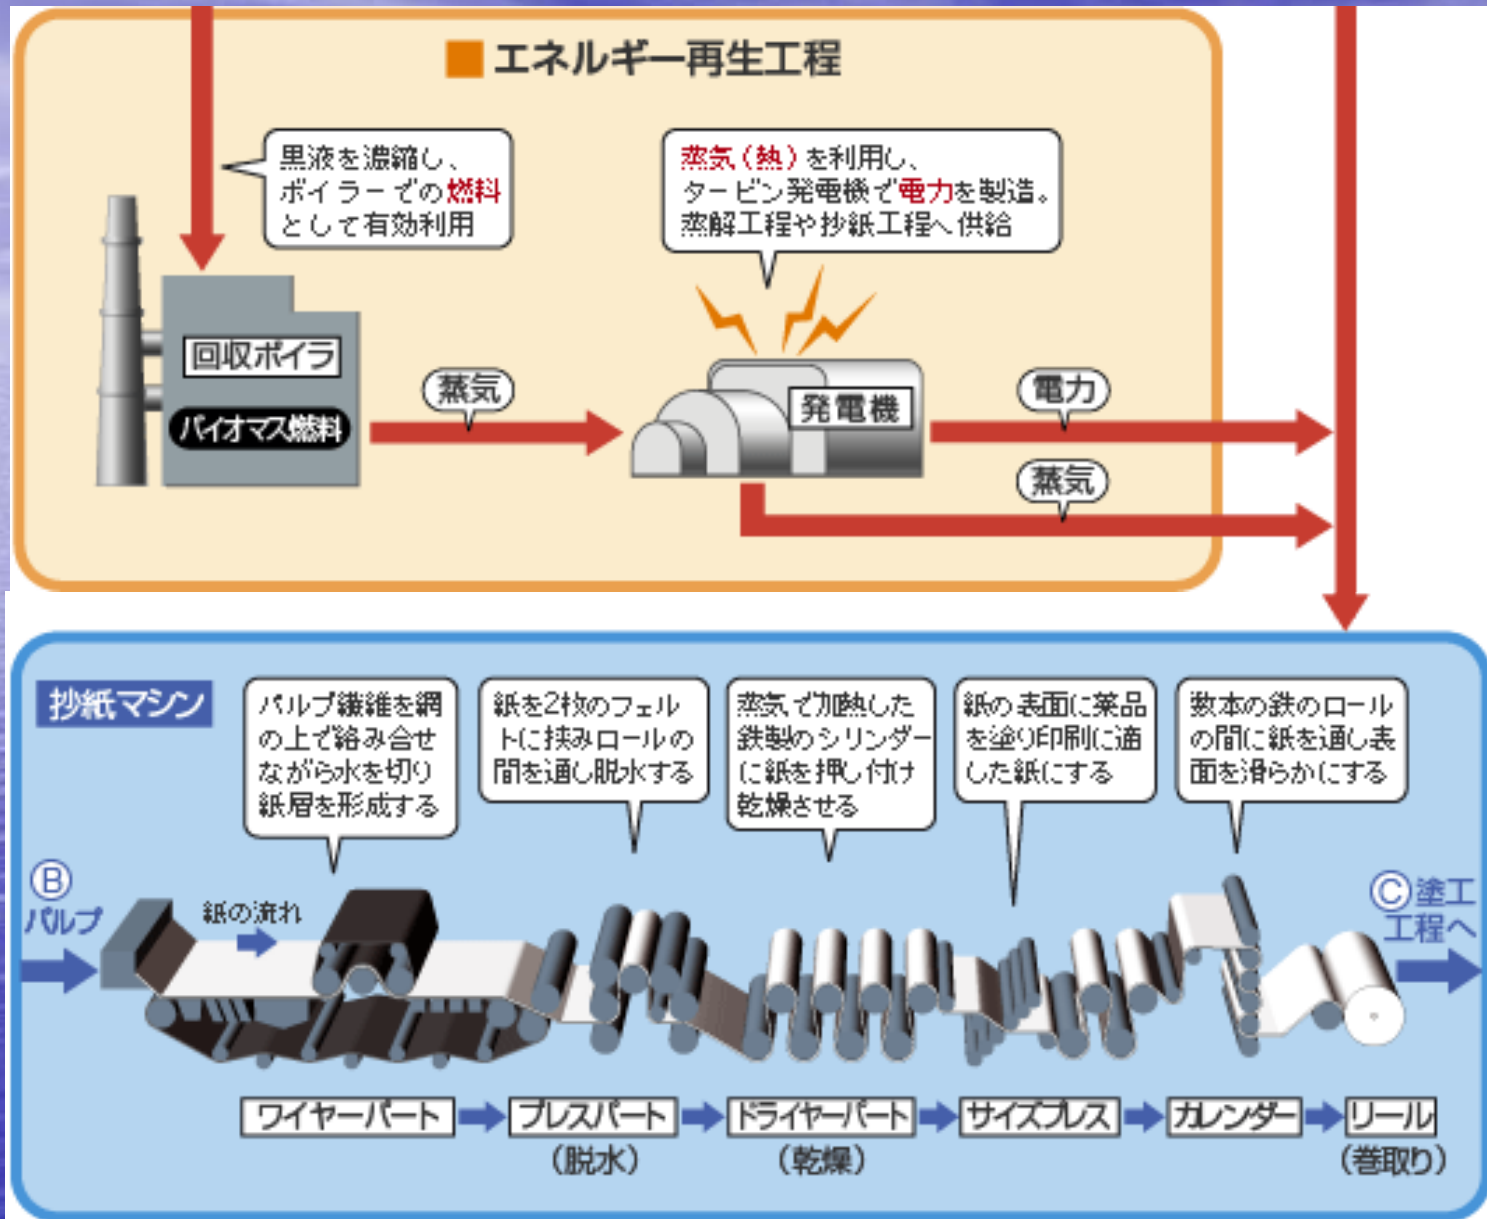 ■ エネルギー再生工程
黒液を濃縮し、
ボイラーでの燃料
として有効利用
蒸気(熱)を利用し、
タービン発電機で電力を製造。
蒸解工程や抄紙工程へ供給
回収ボイラ
バイオマス燃料
蒸気
発電機
電力
蒸気
抄紙マシン
パルプ繊維を網
の上で絡み合せ
ながら水を切り
紙層を形成する
紙を2枚のフェル
トに挟みロールの
間を通し脱水する
蒸気で加熱した
鉄製のシリンダー
に紙を押し付け
乾燥させる
紙の表面に薬品
を塗り印刷に適
した紙にする
数本の鉄のロール
の間に紙を通し表
面を滑らかにする
Ⓑ
パルプ
紙の流れ
Ⓒ塗工
工程へ
ワイヤーパート
プレスパート
(脱水)
ドライヤーパート
(乾燥)
サイズプレス
カレンダー
リール
(巻取り)